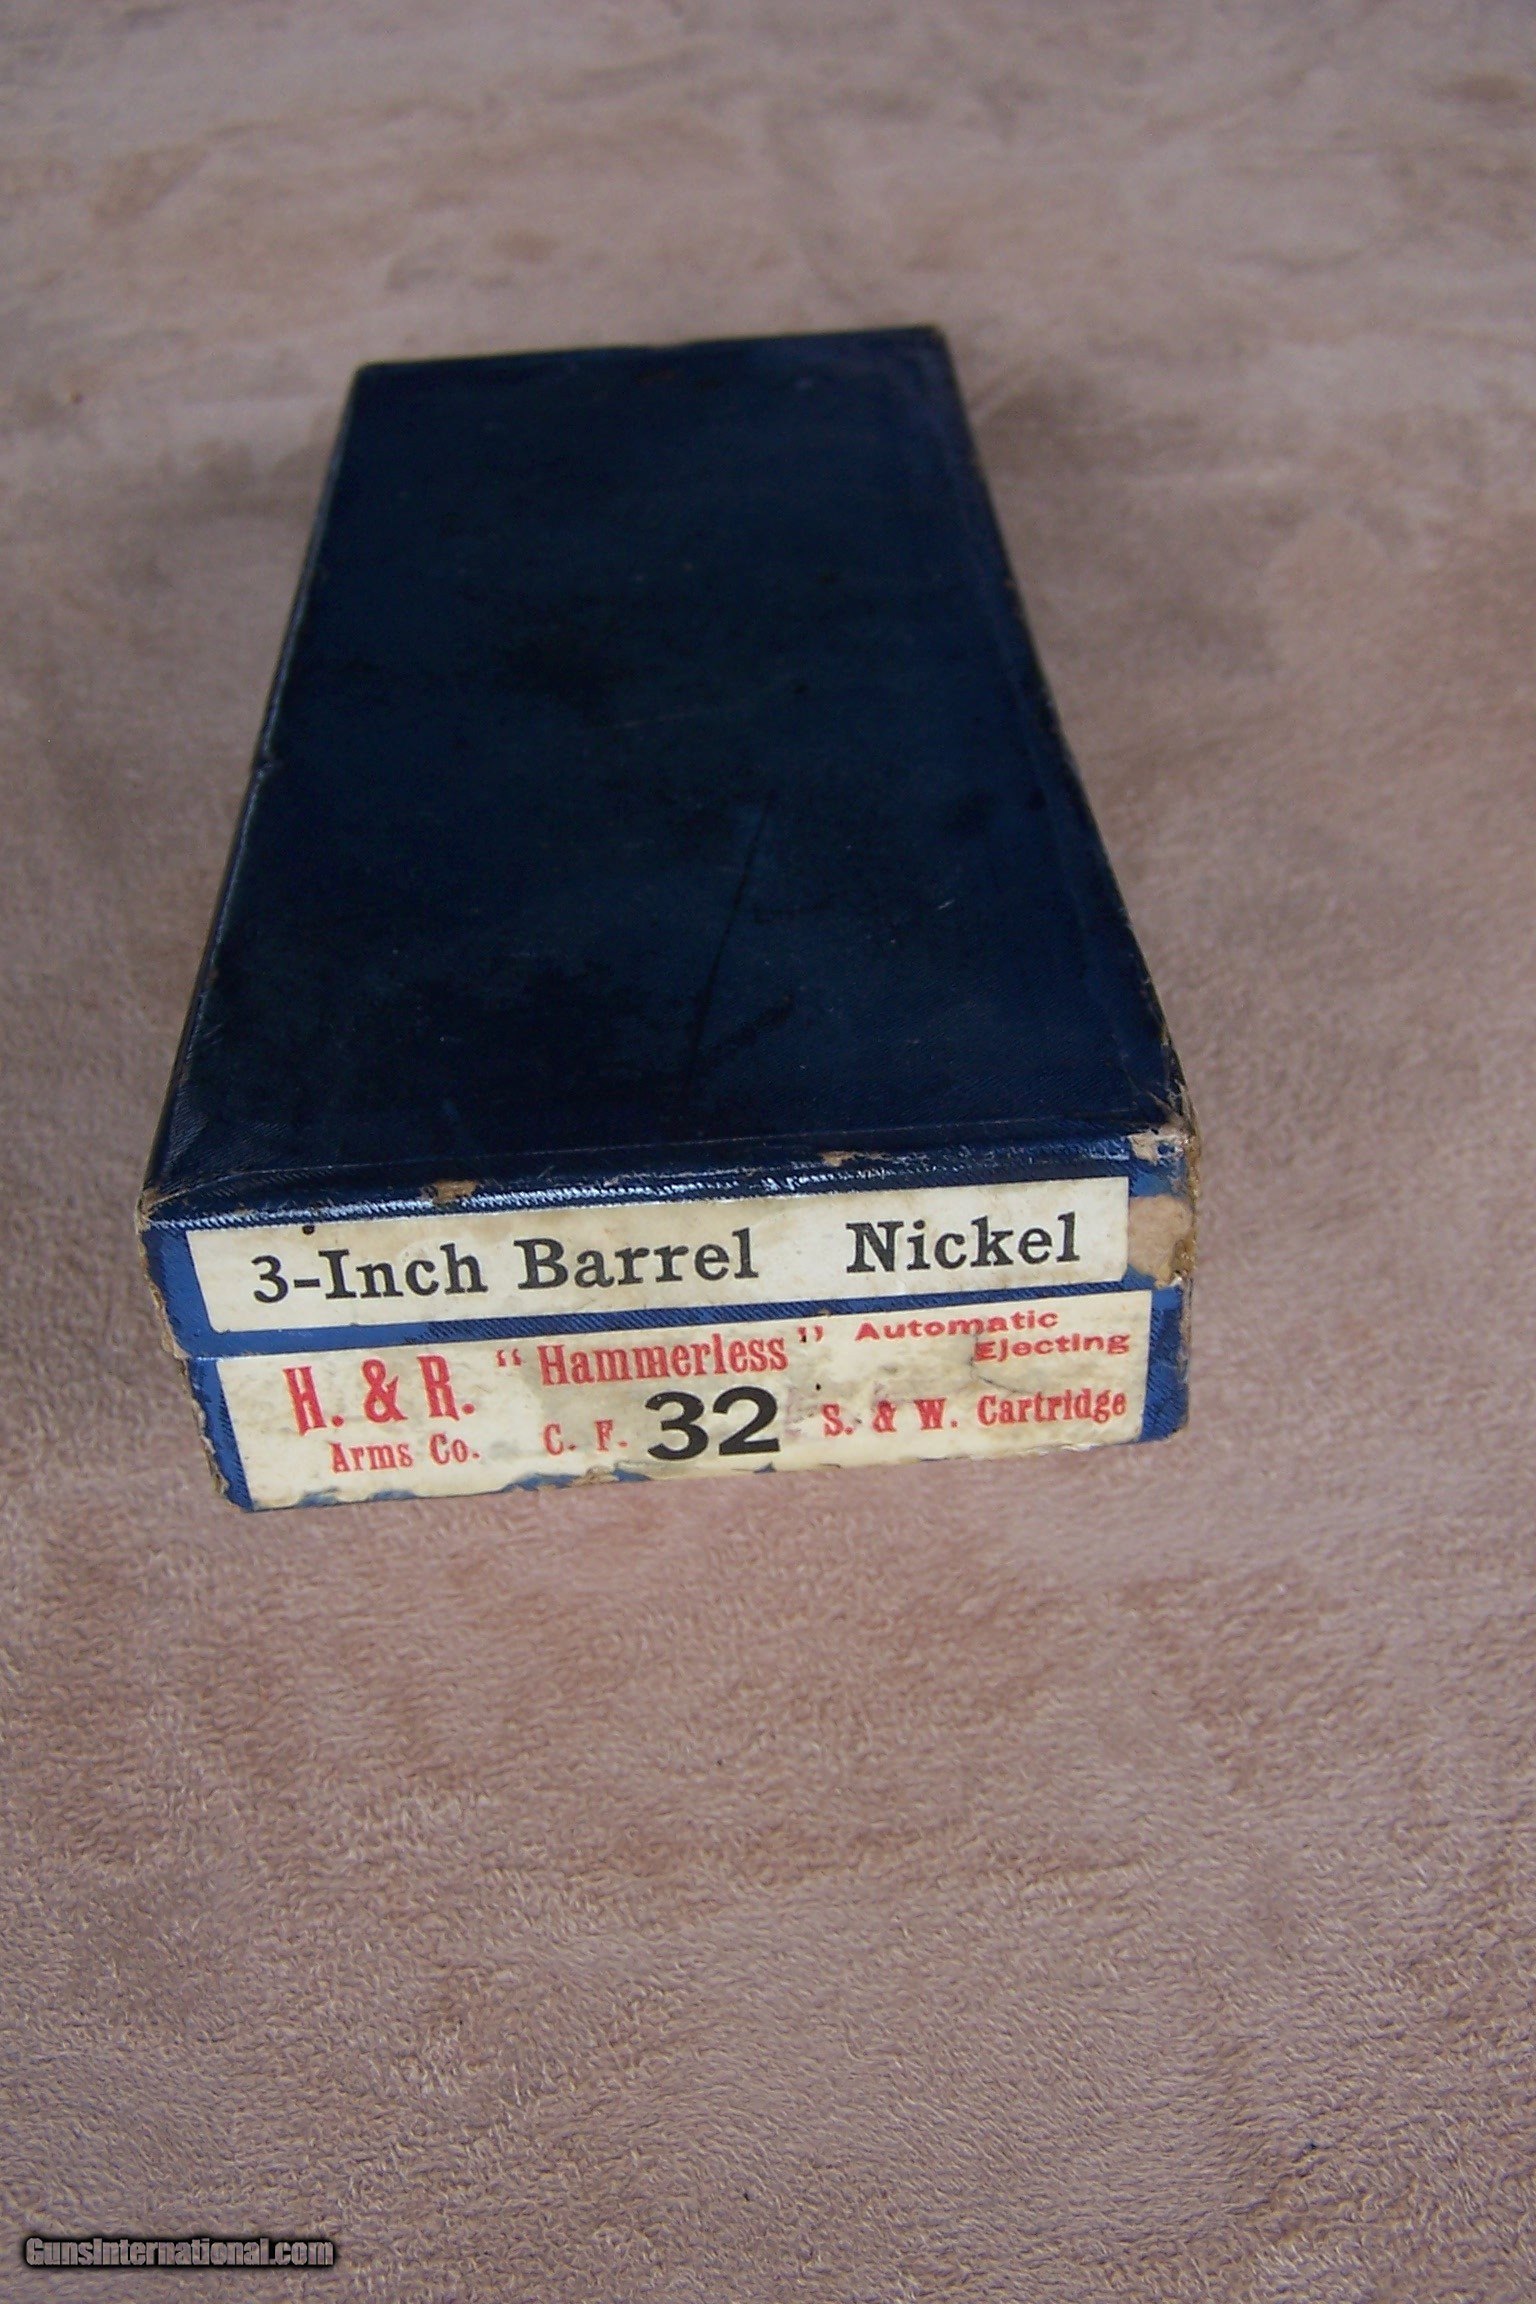 3-Inch Barrel Nickel
H. & R. "Hammerless" Automatic Ejecting
Arms Co. C. F. 32 S. & W. Cartridge
GunsInternational.com